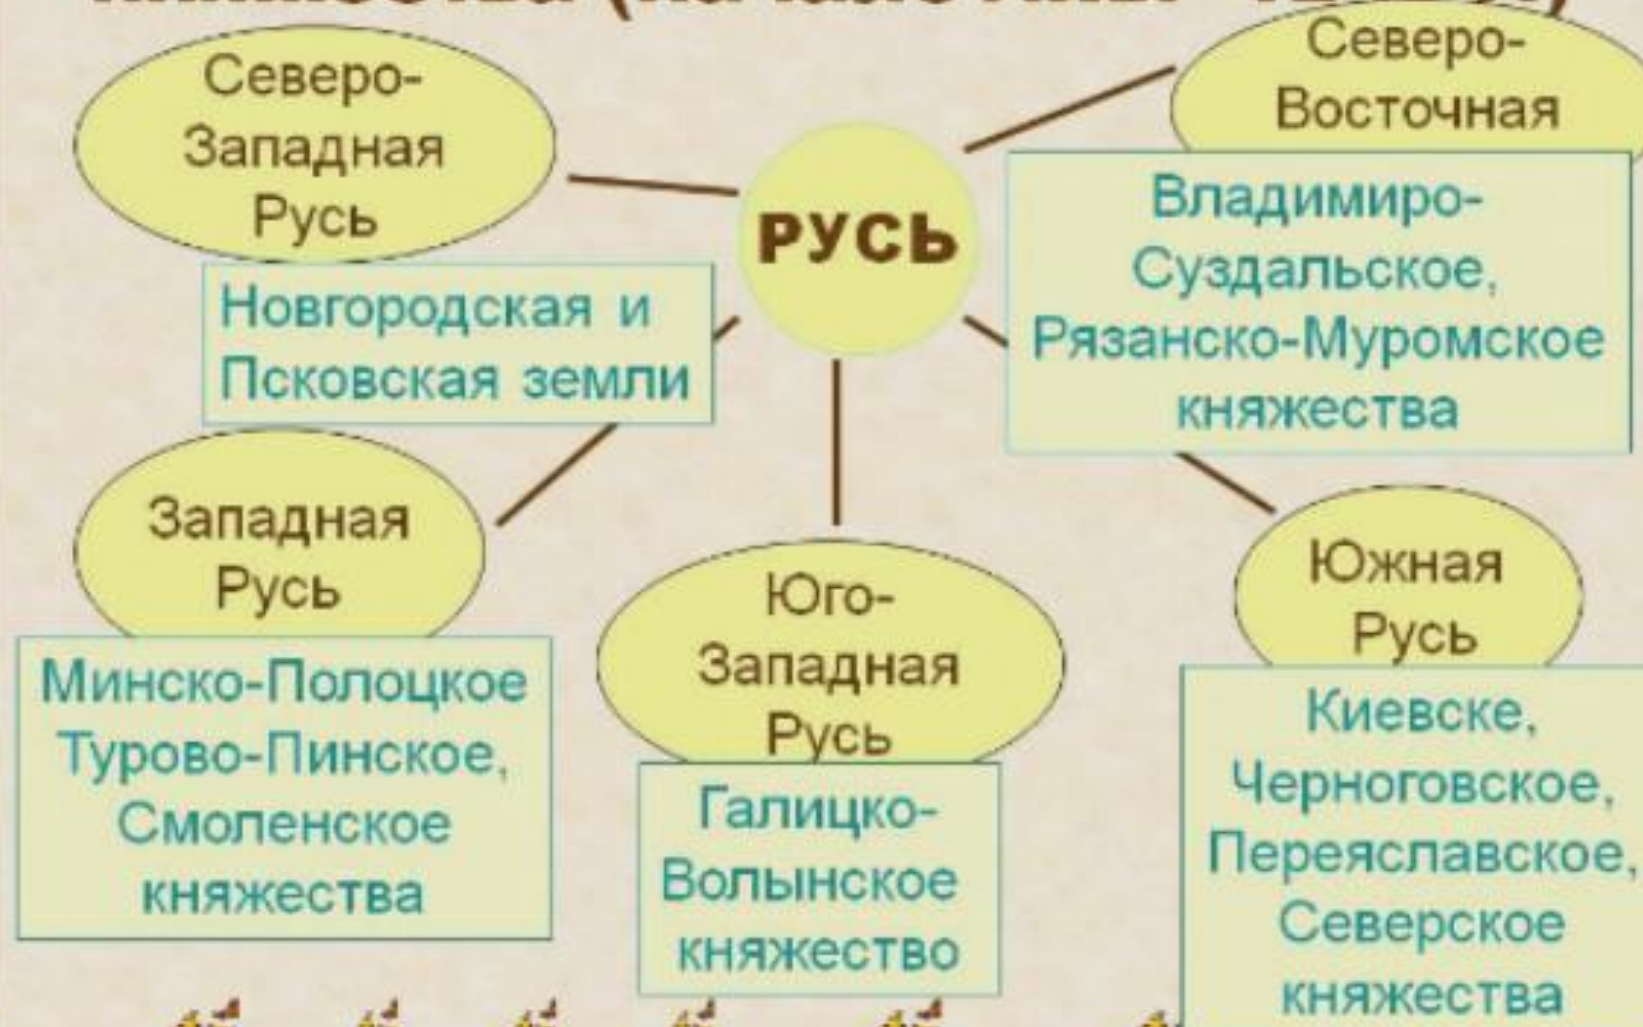 Северо-
Западная
Русь
Новгородская и
Псковская земли
РУСЬ
Северо-
Восточная
Владимиро-
Суздальское,
Рязанско-Муромское
княжества
Западная
Русь
Минско-Полоцкое
Турово-Пинское,
Смоленское
княжества
Юго-
Западная
Русь
Галицко-
Волынское
княжество
Южная
Русь
Киевске,
Черноговское,
Переяславское,
Северское
княжества